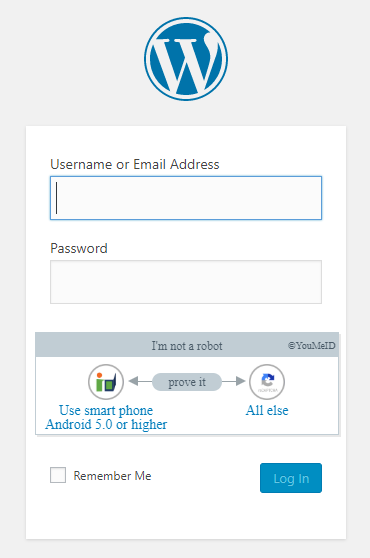 Username or Email Address
Password
I'm not a robot
©YouMeID
prove it
Use smart phone
Android 5.0 or higher
All else
Remember Me
Log In